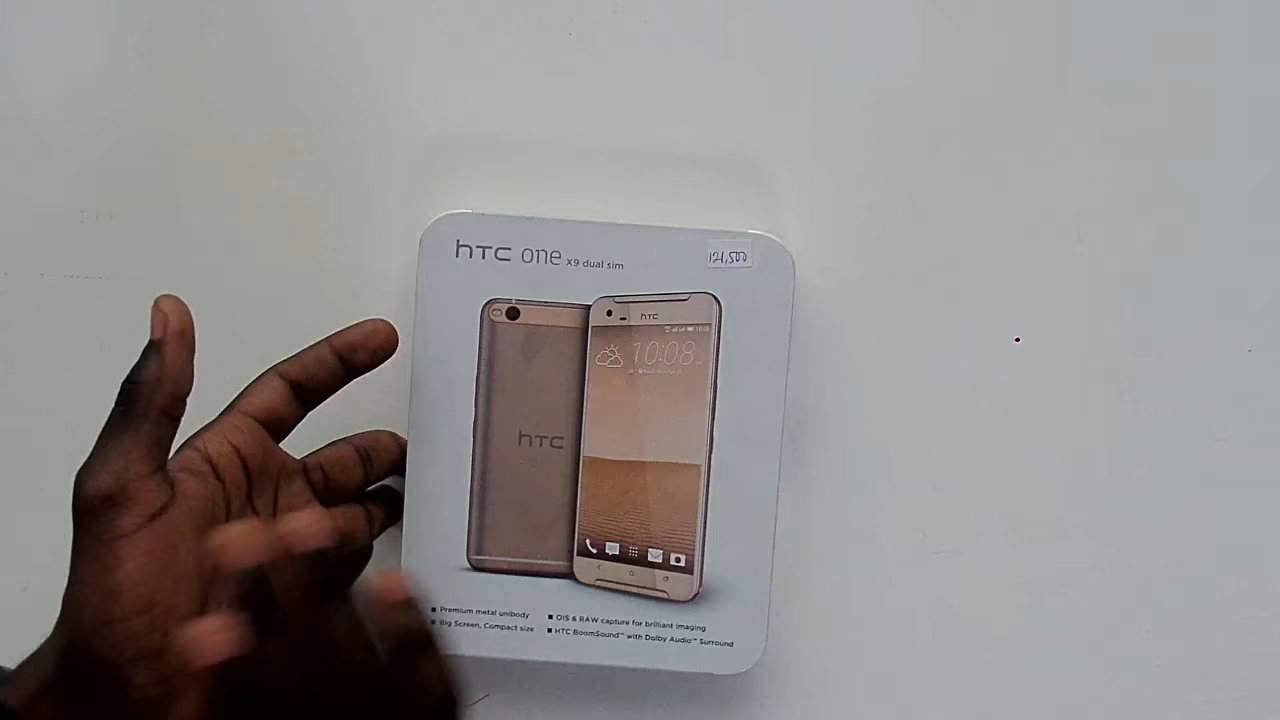 hTC one x9 dual sim
121,500
hTC
10:08
hTC
■ Premium metal unibody
■ Big Screen, Compact size
■ OIS & RAW capture for brilliant imaging
■ HTC BoomSound™ with Dolby Audio™ Surround